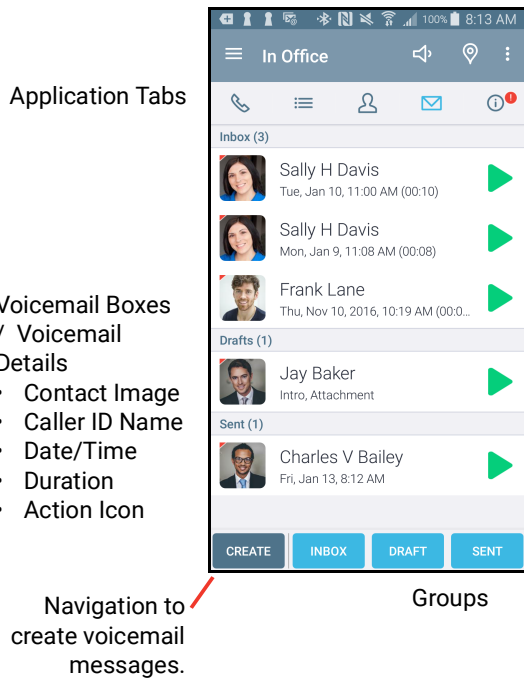 100% 8:13 AM
In Office
Application Tabs
Inbox (3)
Sally H Davis
Tue, Jan 10, 11:00 AM (00:10)
Sally H Davis
Mon, Jan 9, 11:08 AM (00:08)
Frank Lane
Thu, Nov 10, 2016, 10:19 AM (00:0...
Drafts (1)
Jay Baker
Intro, Attachment
Sent (1)
Charles V Bailey
Fri, Jan 13, 8:12 AM
Voicemail Boxes
/ Voicemail
Details
• Contact Image
• Caller ID Name
• Date/Time
• Duration
• Action Icon
CREATE INBOX DRAFT SENT
Groups
Navigation to
create voicemail
messages.